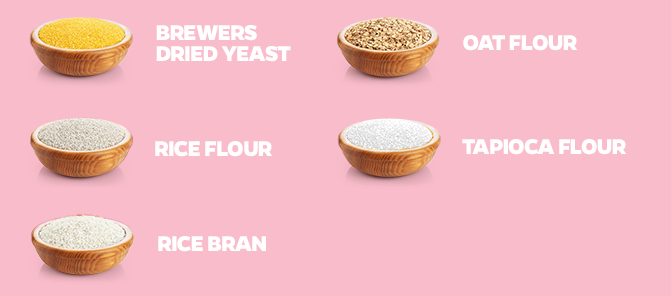 BREWERS
DRIED YEAST
OAT FLOUR
RICE FLOUR
TAPIOCA FLOUR
RICE BRAN